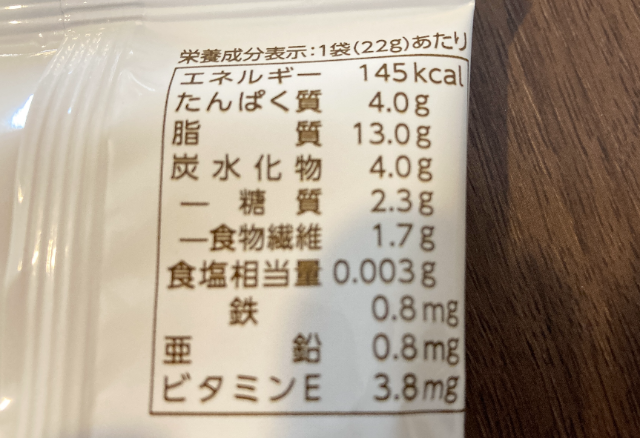 栄養成分表示:1袋(22g)あたり
エネルギー 145kcal
たんぱく質 4.0g
脂質 13.0g
炭水化物 4.0g
―糖質 2.3g
―食物繊維 1.7g
食塩相当量 0.003g
鉄 0.8mg
亜鉛 0.8mg
ビタミンE 3.8mg